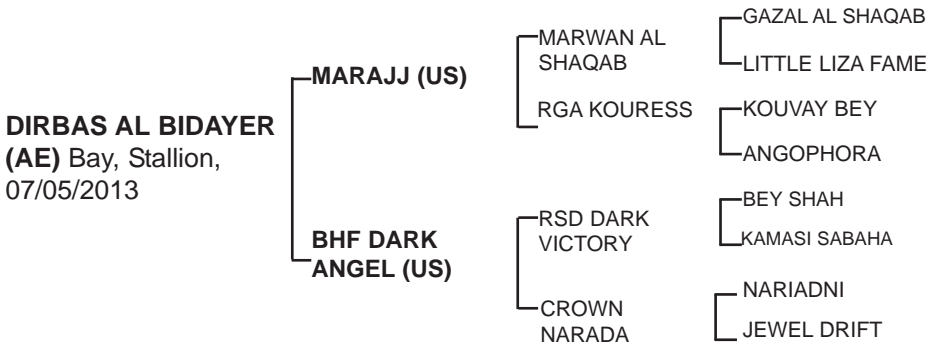 DIRBAS AL BIDAYER
(AE) Bay, Stallion,
07/05/2013
MARAJJ (US)
BHF DARK
ANGEL (US)
MARWAN AL
SHAQAB
RGA KOURESS
RSD DARK
VICTORY
CROWN
NARADA
GAZAL AL SHAQAB
LITTLE LIZA FAME
KOUVAY BEY
ANGOPHORA
BEY SHAH
KAMASI SABAHA
NARIADNI
JEWEL DRIFT